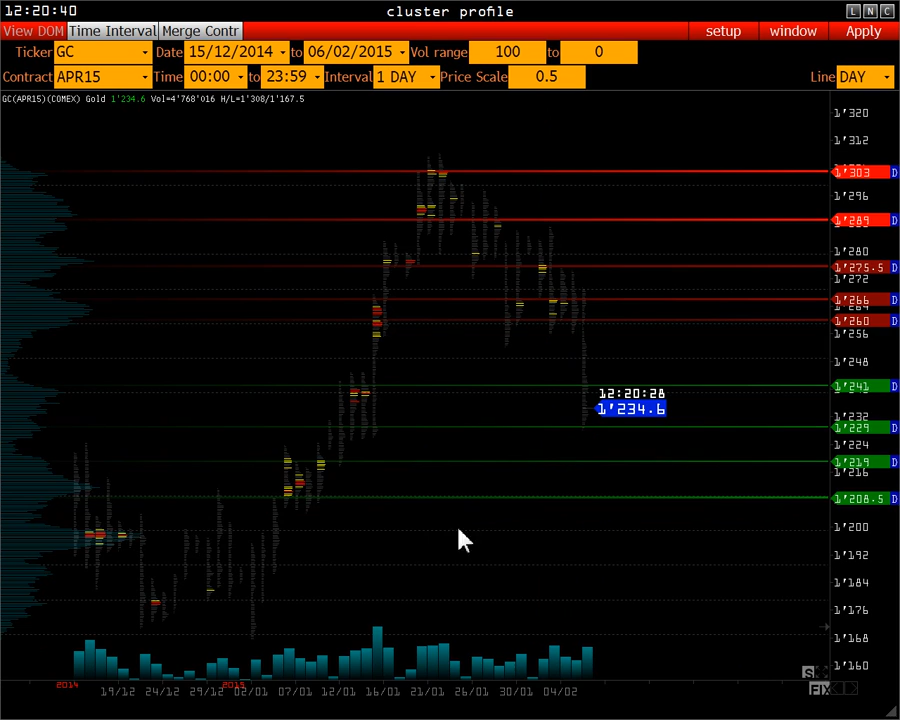 12:20:40 cluster profile L N C
View DOM Time Interval Merge Contr setup window Apply
Ticker GC Date 15/12/2014 to 06/02/2015 Vol range 100 to 0
Contract APR15 Time 00:00 to 23:59 Interval 1 DAY Price Scale 0.5 Line DAY
GC(APR15)(COMEX) Gold 1'234.6 Vol=4'768'016 H/L=1'308/1'167.5
1'320
1'312
1'303 D
1'296
1'289 D
1'280
1'275.5 D
1'272
1'266 D
1'260 D
1'256
1'248
1'241 D
12:20:28
1'234.6
1'232
1'229 D
1'224
1'219 D
1'216
1'208.5 D
1'200
1'192
1'184
1'176
1'168
1'160
S
FIX
2014 2015
19/12 24/12 29/12 02/01 07/01 12/01 16/01 21/01 26/01 30/01 04/02